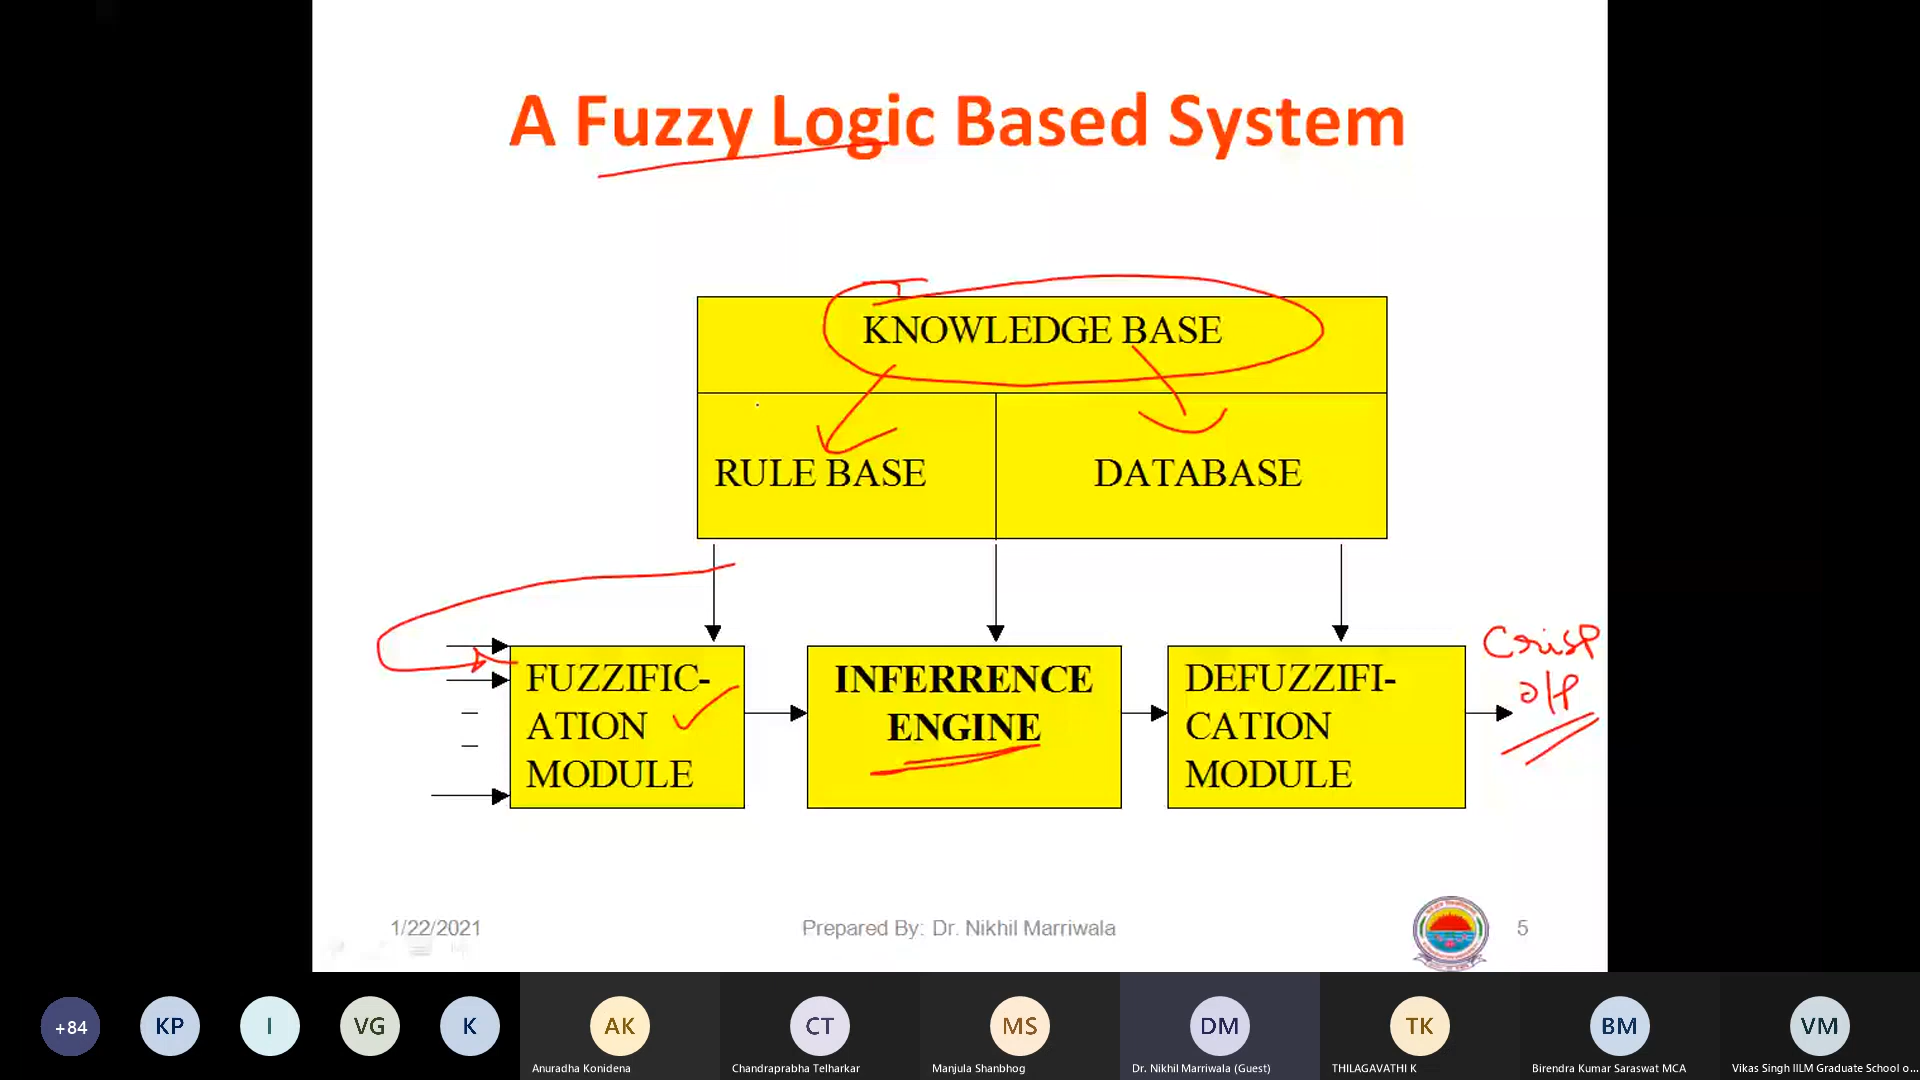 A Fuzzy Logic Based System
KNOWLEDGE BASE
RULE BASE
DATABASE
FUZZIFIC-
ATION
MODULE
INFERRENCE
ENGINE
DEFUZZIFI-
CATION
MODULE
Crisp
o/p
1/22/2021
Prepared By: Dr. Nikhil Marriwala
5
+84
KP
I
VG
K
AK
CT
MS
DM
TK
BM
VM
Anuradha Konidena
Chandraprabha Telharkar
Manjula Shanbhog
Dr. Nikhil Marriwala (Guest)
THILAGAVATHI K
Birendra Kumar Saraswat MCA
Vikas Singh IILM Graduate School o...